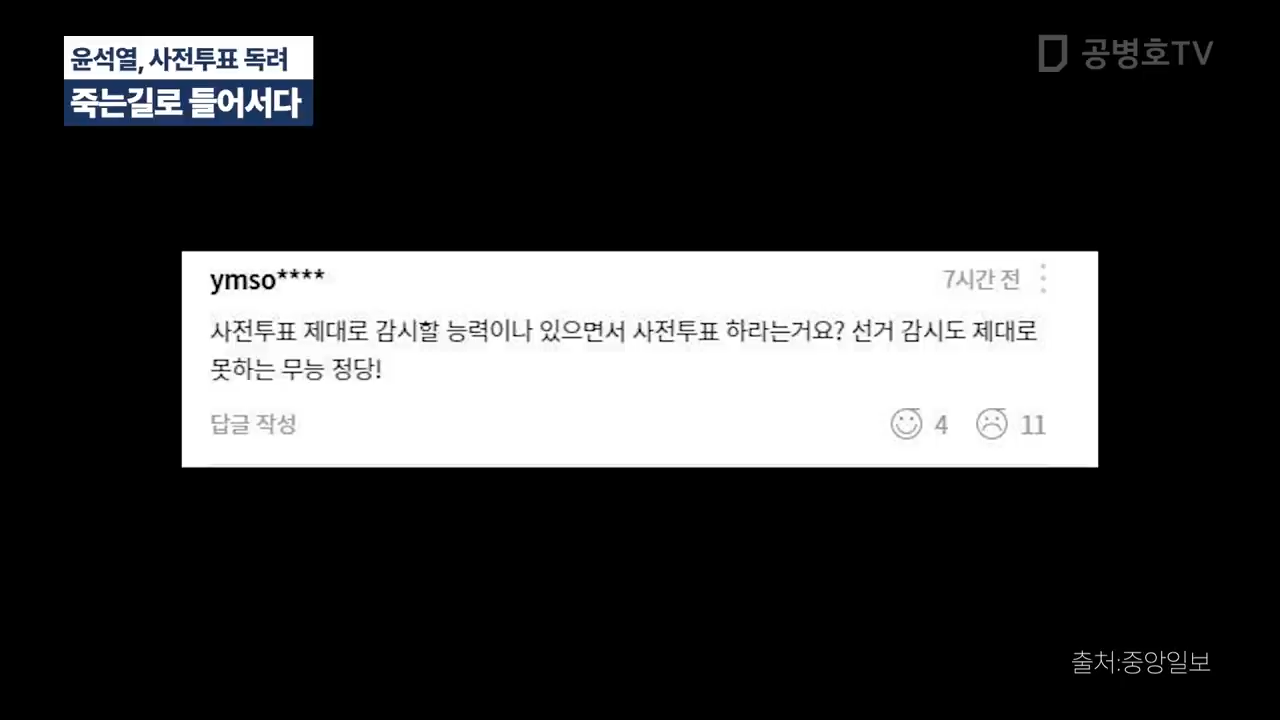 윤석열, 사전투표 독려
죽는길로 들어서다
공병호TV
ymso****
7시간 전
사전투표 제대로 감시할 능력이나 있으면서 사전투표 하라는거요? 선거 감시도 제대로
못하는 무능 정당!
답글 작성
4
11
출처:중앙일보